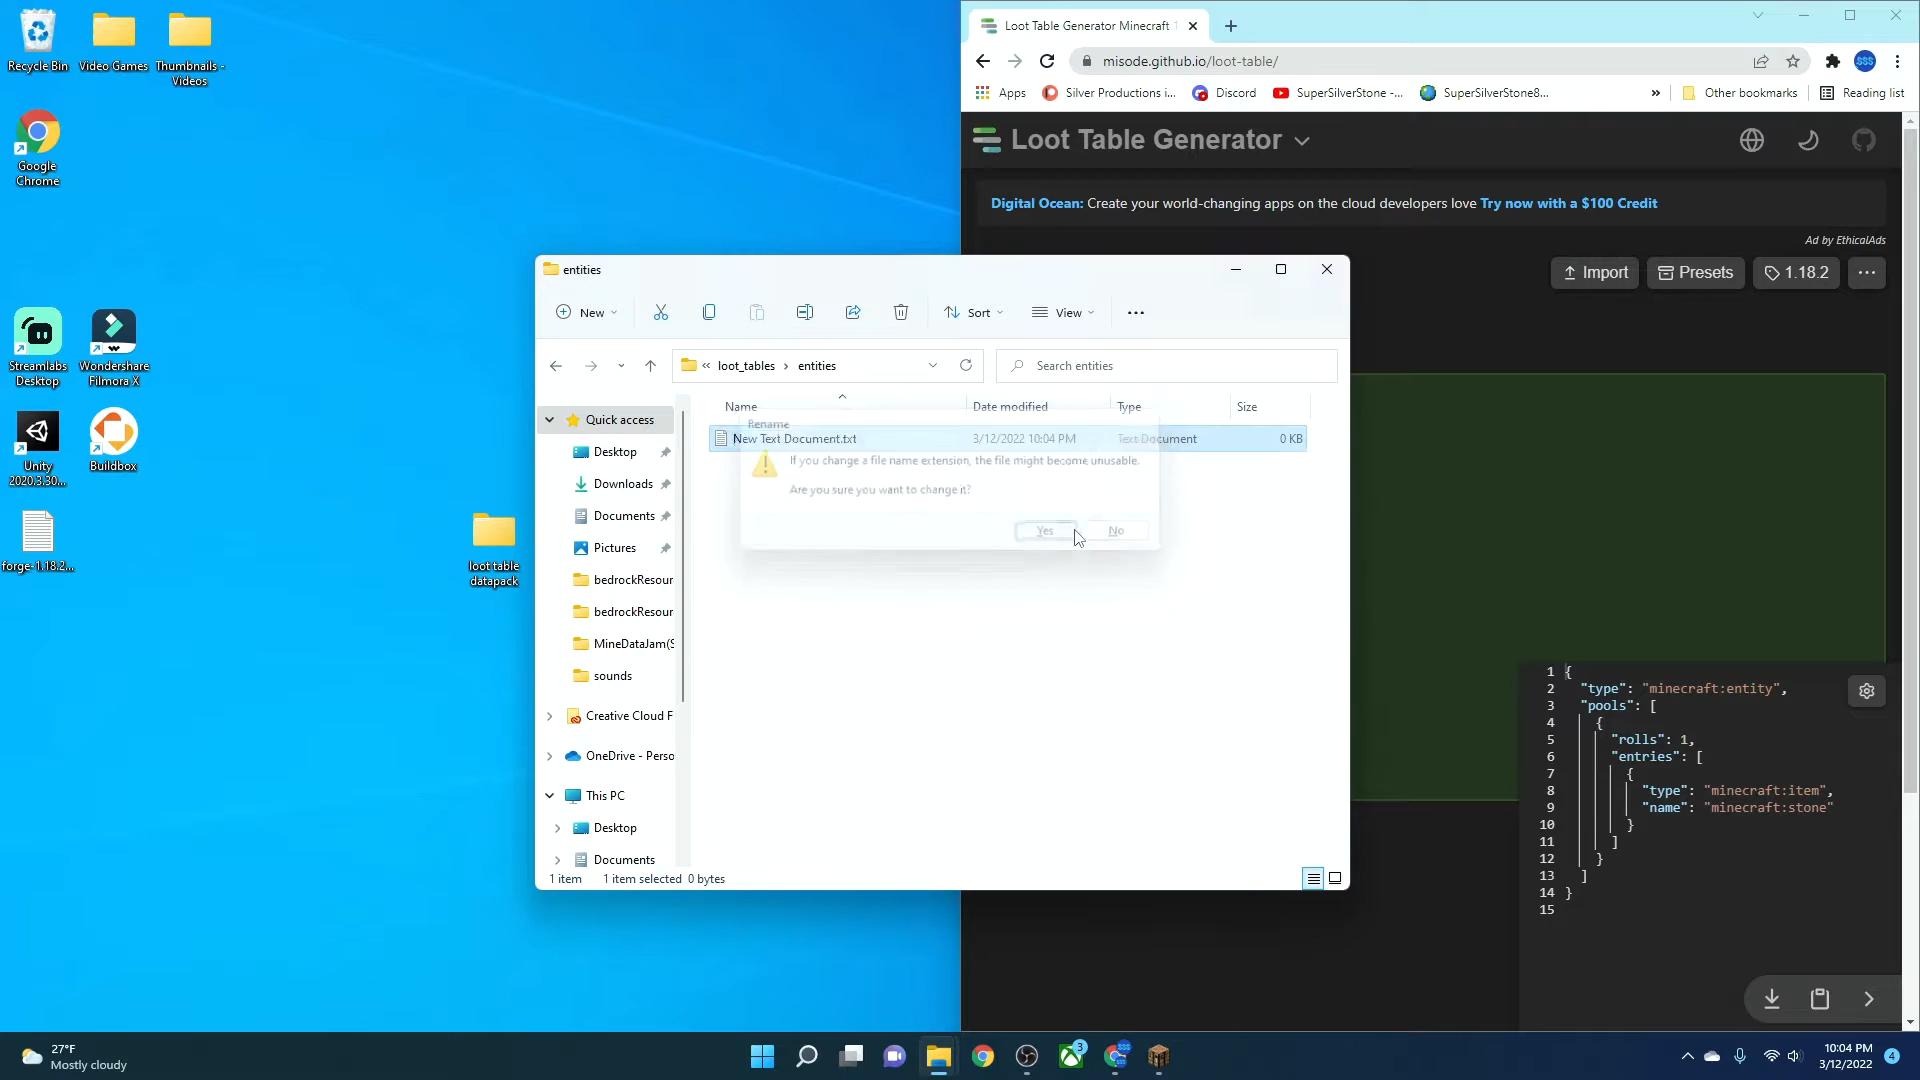 Recycle Bin
Video Games
Thumbnails -
Videos
Google
Chrome
Streamlabs
Desktop
Wondershare
Filmora X
Unity
2020.3.30...
Buildbox
forge-1.18.2...
loot table
datapack
Loot Table Generator Minecraft 1
misode.github.io/loot-table/
SSS
Apps
Silver Productions i...
Discord
SuperSilverStone -...
SuperSilverStone8...
»
Other bookmarks
Reading list
Loot Table Generator
Digital Ocean: Create your world-changing apps on the cloud developers love Try now with a $100 Credit
Ad by EthicalAds
Import
Presets
1.18.2
entities
New
Sort
View
« loot_tables > entities
Search entities
Name
Date modified
Type
Size
Quick access
Desktop
Downloads
Documents
Pictures
bedrockResour
bedrockResour
MineDataJam(S
sounds
Creative Cloud F
OneDrive - Perso
This PC
Desktop
Documents
Rename
New Text Document.txt
3/12/2022 10:04 PM
Text Document
0 KB
If you change a file name extension, the file might become unusable.
Are you sure you want to change it?
Yes
No
1 item
1 item selected 0 bytes
1 {
2 "type": "minecraft:entity",
3 "pools": [
4 {
5 "rolls": 1,
6 "entries": [
7 {
8 "type": "minecraft:item",
9 "name": "minecraft:stone"
10 }
11 ]
12 }
13 ]
14 }
15
27°F
Mostly cloudy
3
10:04 PM
3/12/2022
4